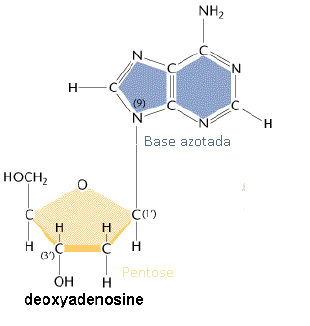 NH2
N C C N
H C C C H
N (9) N
Base azotada
HOCH2 O
C C (1')
H H H H
(3') C C
OH H Pentose
deoxyadenosine